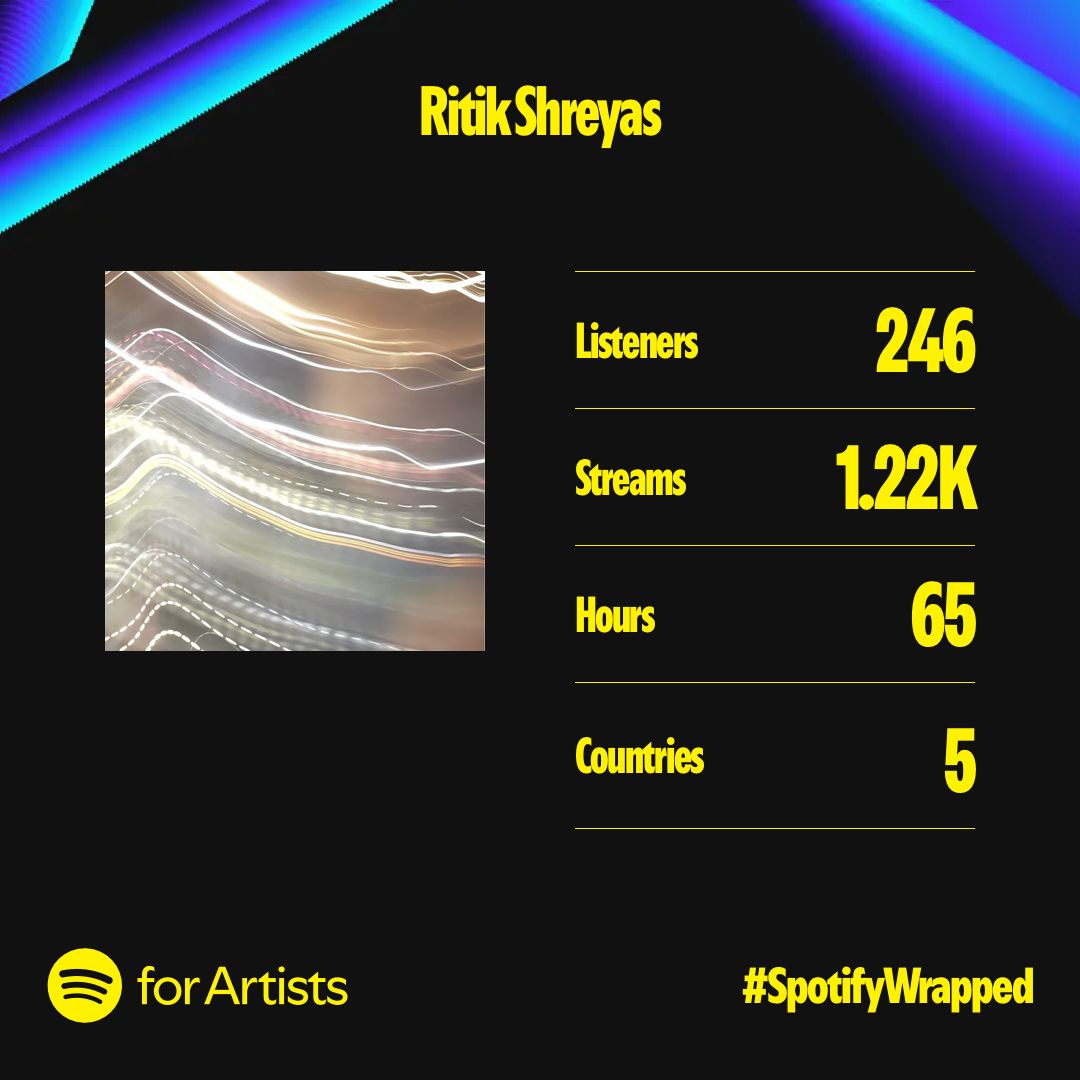 Ritik Shreyas
Listeners 246
Streams 1.22K
Hours 65
Countries 5
for Artists
#SpotifyWrapped